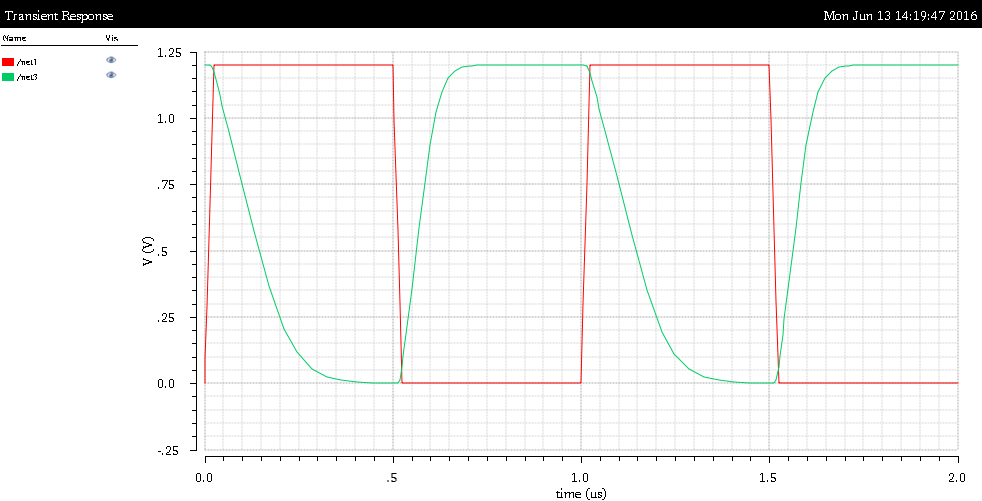 Transient Response
Mon Jun 13 14:19:47 2016
Name Vis
/net1
/net3
V (V)
1.25
1.0
.75
.5
.25
0.0
-.25
0.0 .5 1.0 1.5 2.0
time (us)